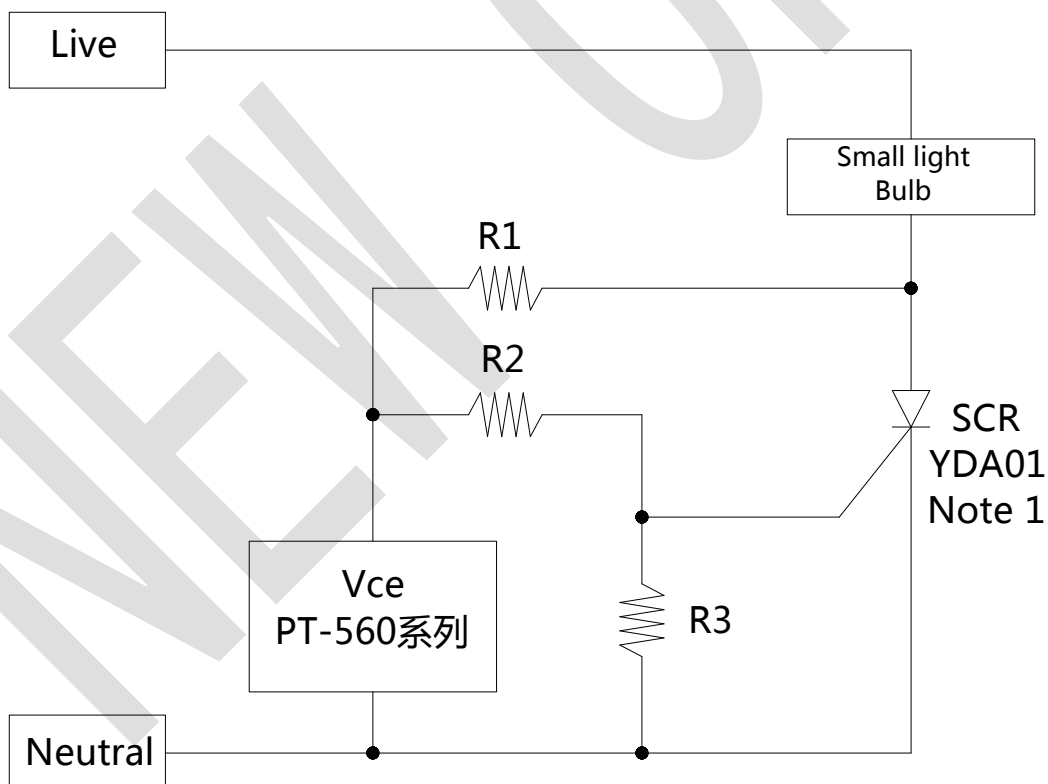 Live
Small light
Bulb
R1
R2
SCR
YDA01
Note 1
Vce
PT-560系列
R3
Neutral
NEW